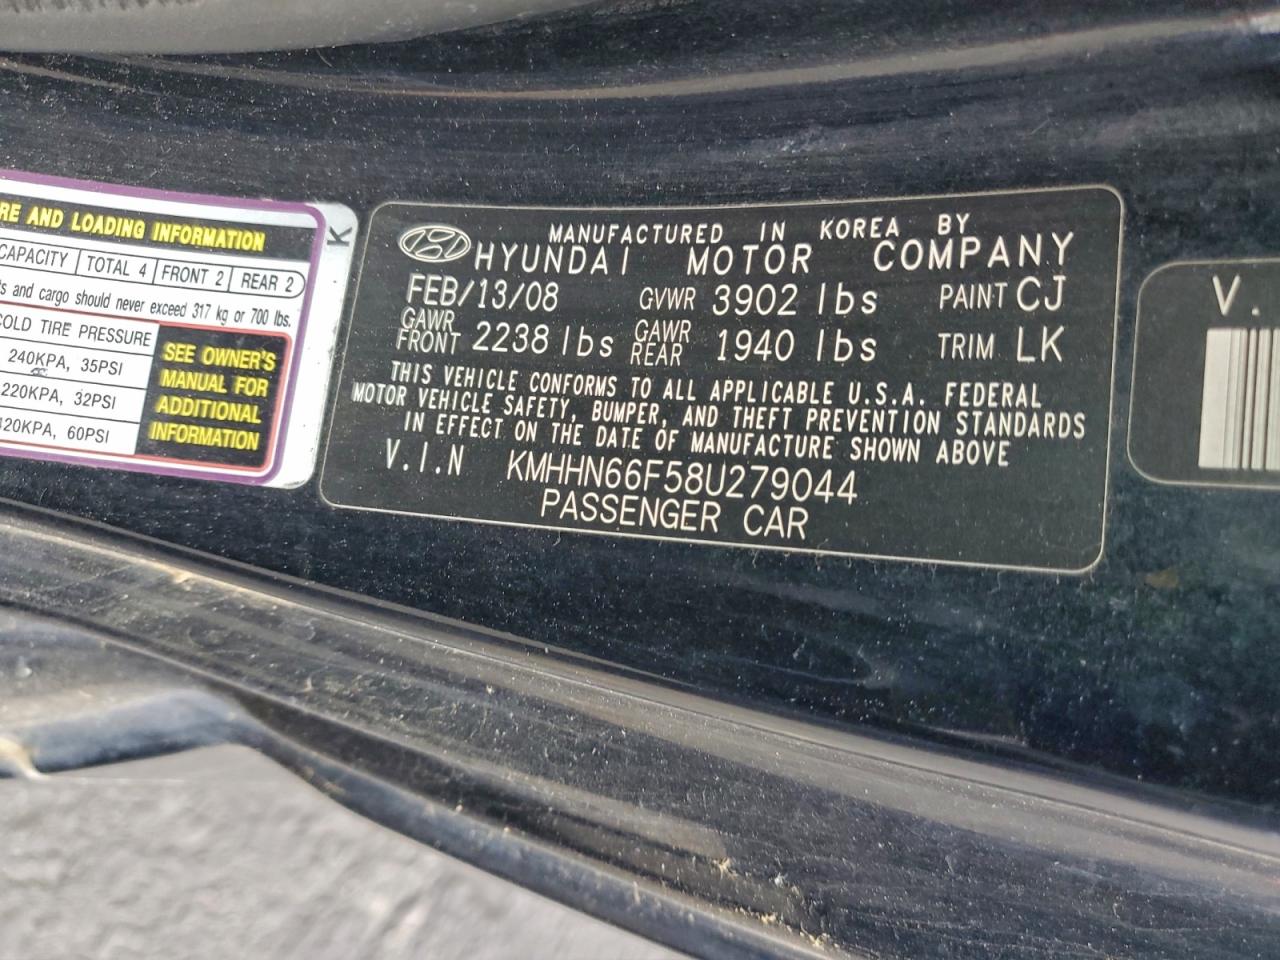 RE AND LOADING INFORMATION
CAPACITY TOTAL 4 FRONT 2 REAR 2
s and cargo should never exceed 317 kg or 700 lbs.
COLD TIRE PRESSURE
240KPA, 35PSI
220KPA, 32PSI
420KPA, 60PSI
SEE OWNER'S
MANUAL FOR
ADDITIONAL
INFORMATION
K
MANUFACTURED IN KOREA BY
HYUNDAI MOTOR COMPANY
FEB/13/08 GVWR 3902 lbs PAINT CJ
GAWR FRONT 2238 lbs GAWR REAR 1940 lbs TRIM LK
THIS VEHICLE CONFORMS TO ALL APPLICABLE U.S.A. FEDERAL
MOTOR VEHICLE SAFETY, BUMPER, AND THEFT PREVENTION STANDARDS
IN EFFECT ON THE DATE OF MANUFACTURE SHOWN ABOVE
V.I.N KMHHN66F58U279044
PASSENGER CAR
V.